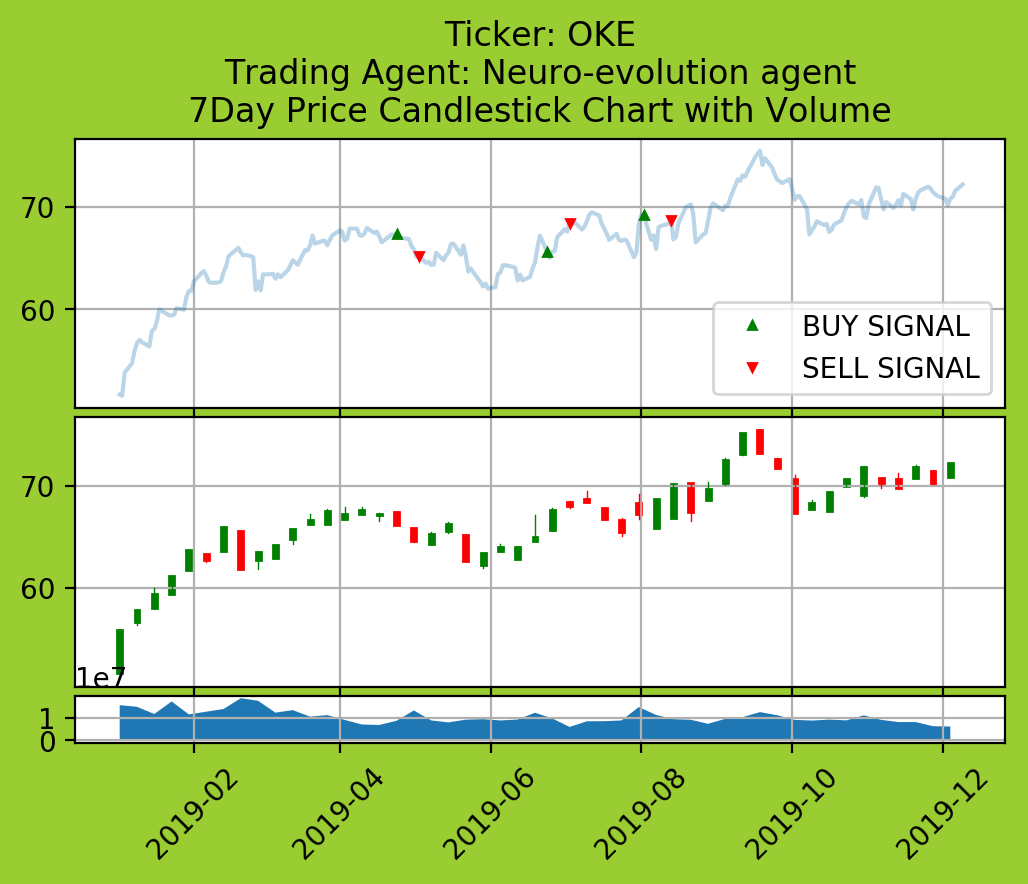 Ticker: OKE
Trading Agent: Neuro-evolution agent
7Day Price Candlestick Chart with Volume
70
60
BUY SIGNAL
SELL SIGNAL
70
60
1e7
1
0
2019-02
2019-04
2019-06
2019-08
2019-10
2019-12